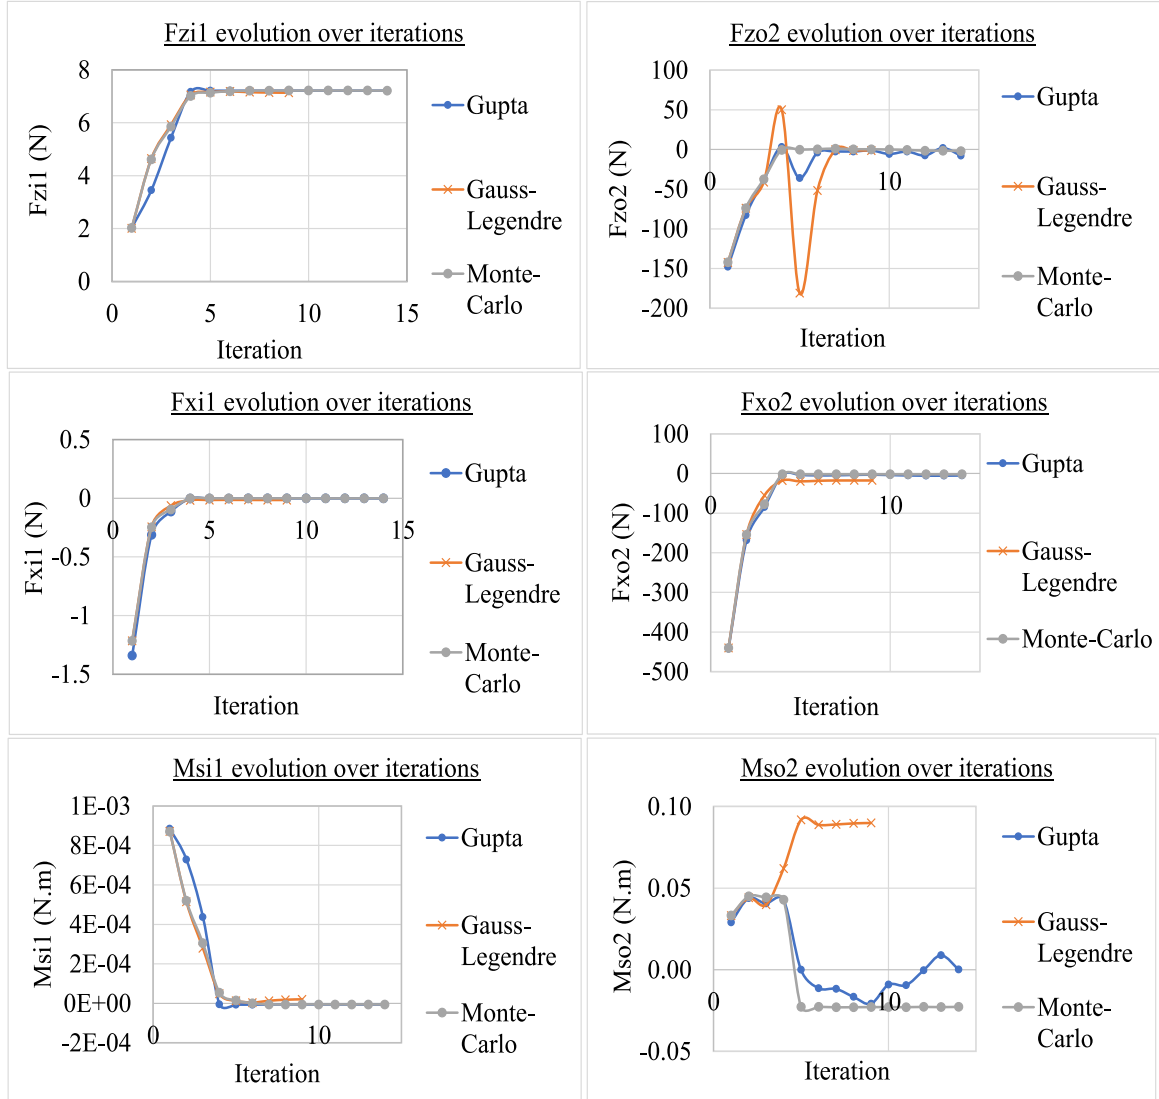 Fzi1 evolution over iterations
8
6
4
2
0
0
5
10
15
Fzi1 (N)
Iteration
Gupta
Gauss-
Legendre
Monte-
Carlo
Fzo2 evolution over iterations
100
50
0
-50
-100
-150
-200
0
10
Fzo2 (N)
Iteration
Gupta
Gauss-
Legendre
Monte-
Carlo
Fxi1 evolution over iterations
0.5
0
-0.5
-1
-1.5
0
5
10
15
Fxi1 (N)
Iteration
Gupta
Gauss-
Legendre
Monte-
Carlo
Fxo2 evolution over iterations
100
0
-100
-200
-300
-400
-500
0
10
Fxo2 (N)
Iteration
Gupta
Gauss-
Legendre
Monte-Carlo
Msi1 evolution over iterations
1E-03
8E-04
6E-04
4E-04
2E-04
0E+00
-2E-04
0
10
Msi1 (N.m)
Iteration
Gupta
Gauss-
Legendre
Monte-
Carlo
Mso2 evolution over iterations
0.10
0.05
0.00
-0.05
0
10
Mso2 (N.m)
Iteration
Gupta
Gauss-
Legendre
Monte-
Carlo